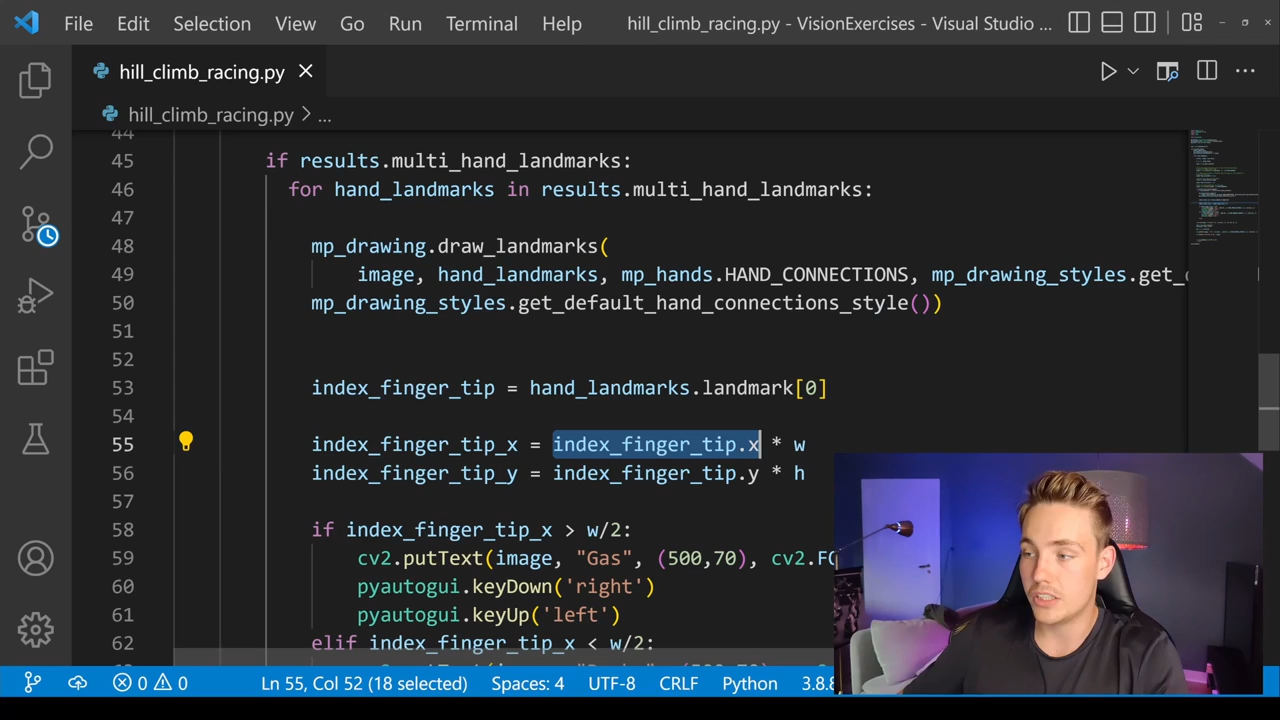 File Edit Selection View Go Run Terminal Help hill_climb_racing.py - VisionExercises - Visual Studio ...
hill_climb_racing.py
hill_climb_racing.py > ...
44
45 if results.multi_hand_landmarks:
46 for hand_landmarks in results.multi_hand_landmarks:
47
48 mp_drawing.draw_landmarks(
49 image, hand_landmarks, mp_hands.HAND_CONNECTIONS, mp_drawing_styles.get_
50 mp_drawing_styles.get_default_hand_connections_style())
51
52
53 index_finger_tip = hand_landmarks.landmark[0]
54
55 index_finger_tip_x = index_finger_tip.x * w
56 index_finger_tip_y = index_finger_tip.y * h
57
58 if index_finger_tip_x > w/2:
59 cv2.putText(image, "Gas", (500,70), cv2.FO
60 pyautogui.keyDown('right')
61 pyautogui.keyUp('left')
62 elif index_finger_tip_x < w/2:
0 0 Ln 55, Col 52 (18 selected) Spaces: 4 UTF-8 CRLF Python 3.8.8